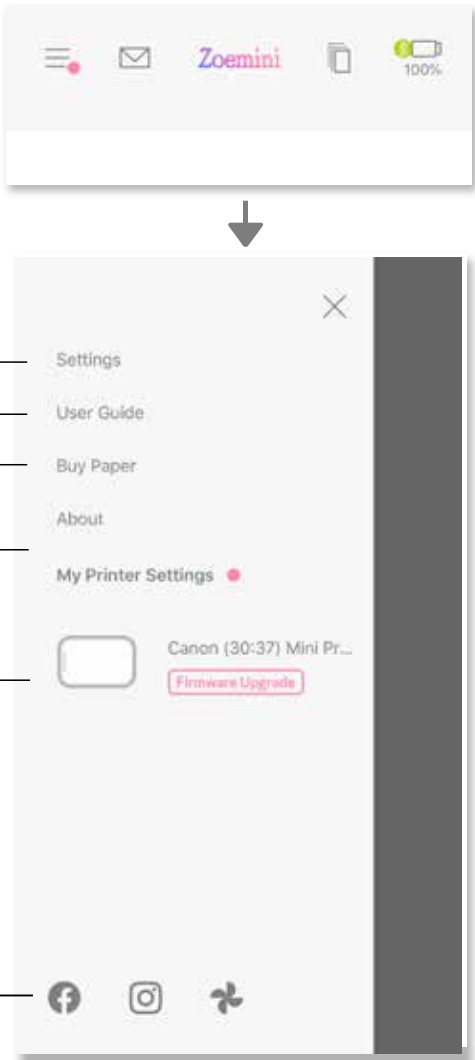 Zoemini
100%
Settings
User Guide
Buy Paper
About
My Printer Settings
Canon (30:37) Mini Pr...
Firmware Upgrade